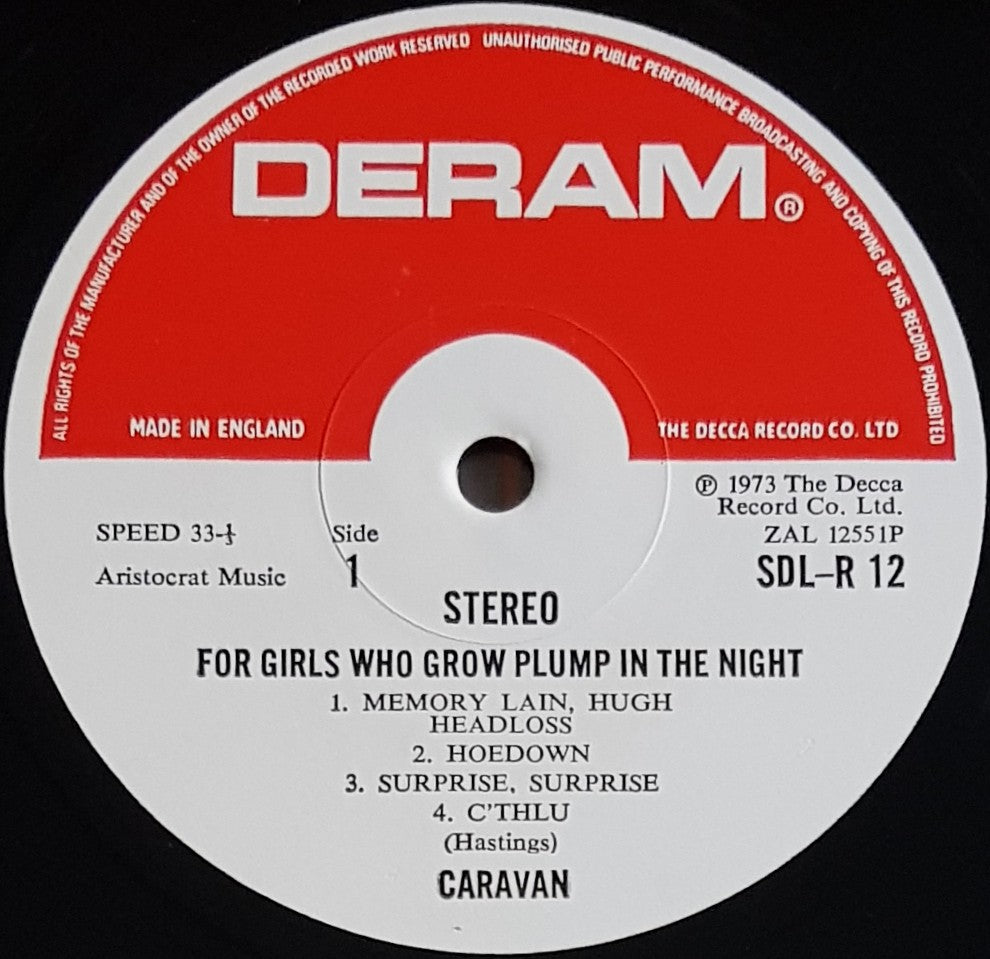 ALL RIGHTS OF THE MANUFACTURER AND OF THE OWNER OF THE RECORDED WORK RESERVED UNAUTHORISED PUBLIC PERFORMANCE BROADCASTING AND COPYING OF THIS RECORD PROHIBITED
DERAM®
MADE IN ENGLAND
THE DECCA RECORD CO. LTD
℗ 1973 The Decca
Record Co. Ltd.
SPEED 33-⅓
Side
ZAL 12551P
Aristocrat Music
1
SDL–R 12
STEREO
FOR GIRLS WHO GROW PLUMP IN THE NIGHT
1. MEMORY LAIN, HUGH
HEADLOSS
2. HOEDOWN
3. SURPRISE, SURPRISE
4. C'THLU
(Hastings)
CARAVAN